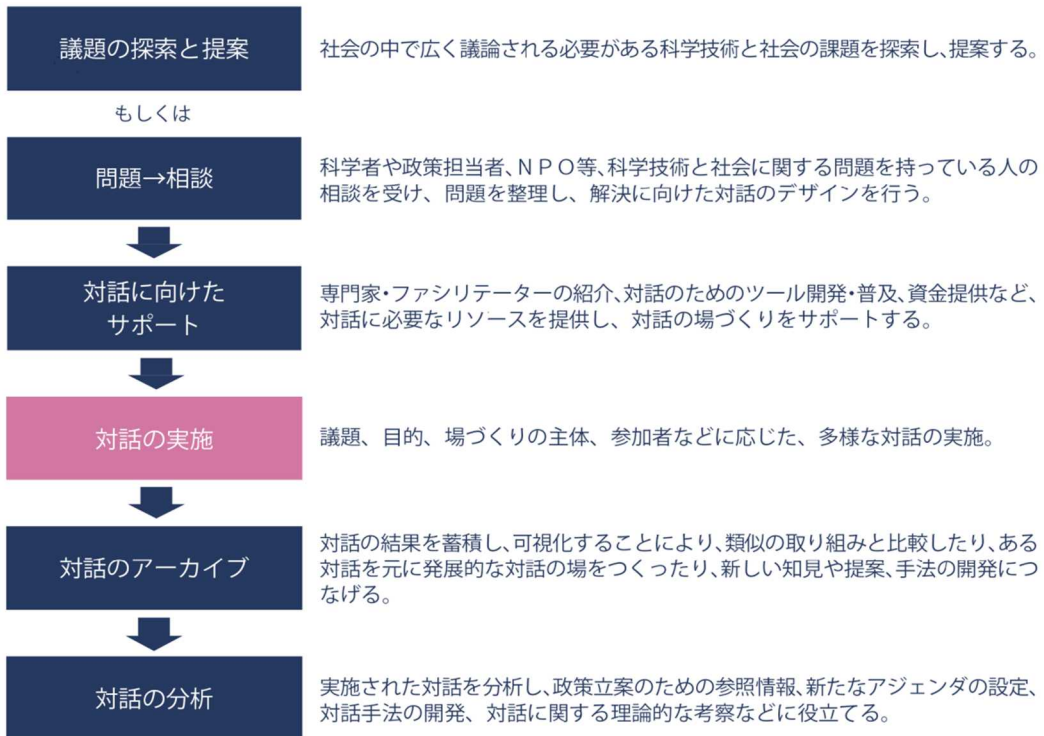 議題の探索と提案
社会の中で広く議論される必要がある科学技術と社会の課題を探索し、提案する。
もしくは
問題→相談
科学者や政策担当者、ＮＰＯ等、科学技術と社会に関する問題を持っている人の
相談を受け、問題を整理し、解決に向けた対話のデザインを行う。
対話に向けた
サポート
専門家・ファシリテーターの紹介、対話のためのツール開発・普及、資金提供など、
対話に必要なリソースを提供し、対話の場づくりをサポートする。
対話の実施
議題、目的、場づくりの主体、参加者などに応じた、多様な対話の実施。
対話のアーカイブ
対話の結果を蓄積し、可視化することにより、類似の取り組みと比較したり、ある
対話を元に発展的な対話の場をつくったり、新しい知見や提案、手法の開発につ
なげる。
対話の分析
実施された対話を分析し、政策立案のための参照情報、新たなアジェンダの設定、
対話手法の開発、対話に関する理論的な考察などに役立てる。